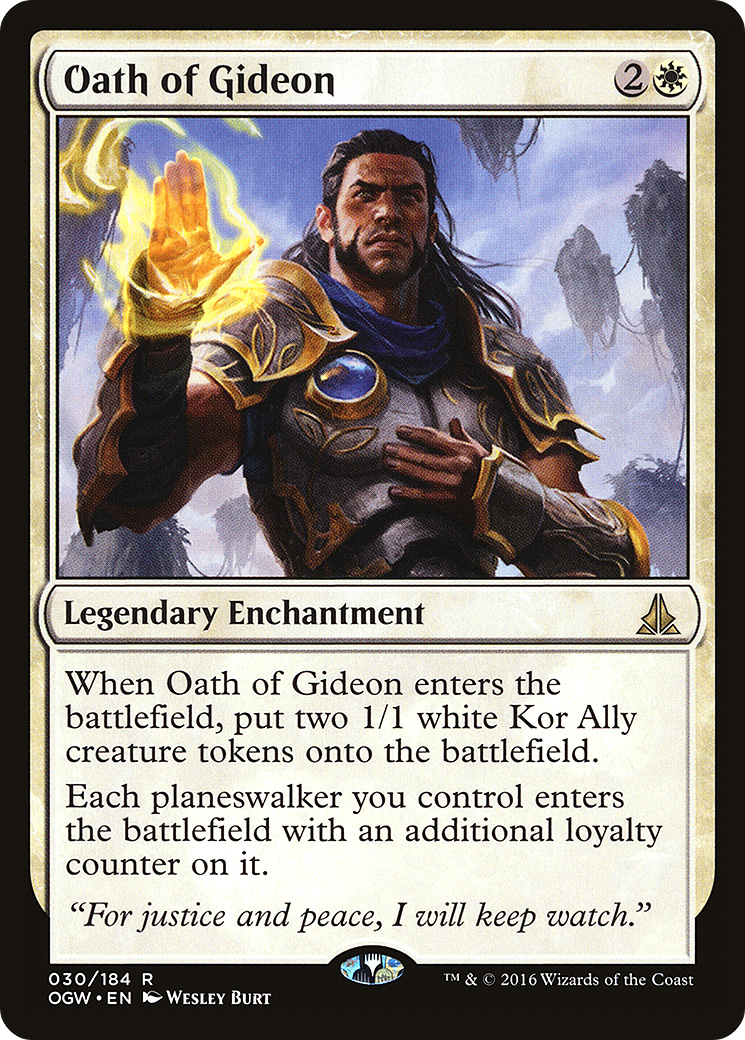 Oath of Gideon
2
Legendary Enchantment
When Oath of Gideon enters the
battlefield, put two 1/1 white Kor Ally
creature tokens onto the battlefield.
Each planeswalker you control enters
the battlefield with an additional loyalty
counter on it.
“For justice and peace, I will keep watch.”
030/184 R
OGW • EN Wesley Burt
™ & © 2016 Wizards of the Coast